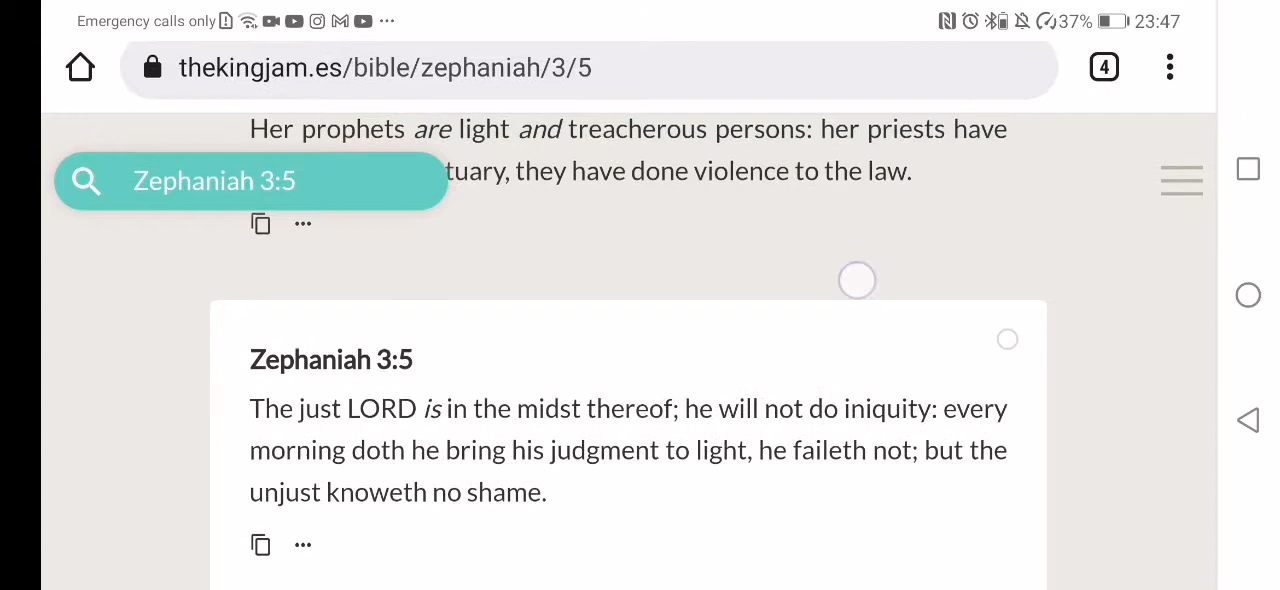 Emergency calls only
37% 23:47
thekingjam.es/bible/zephaniah/3/5
4
Her prophets are light and treacherous persons: her priests have
tuary, they have done violence to the law.
Zephaniah 3:5
Zephaniah 3:5
The just LORD is in the midst thereof; he will not do iniquity: every
morning doth he bring his judgment to light, he faileth not; but the
unjust knoweth no shame.